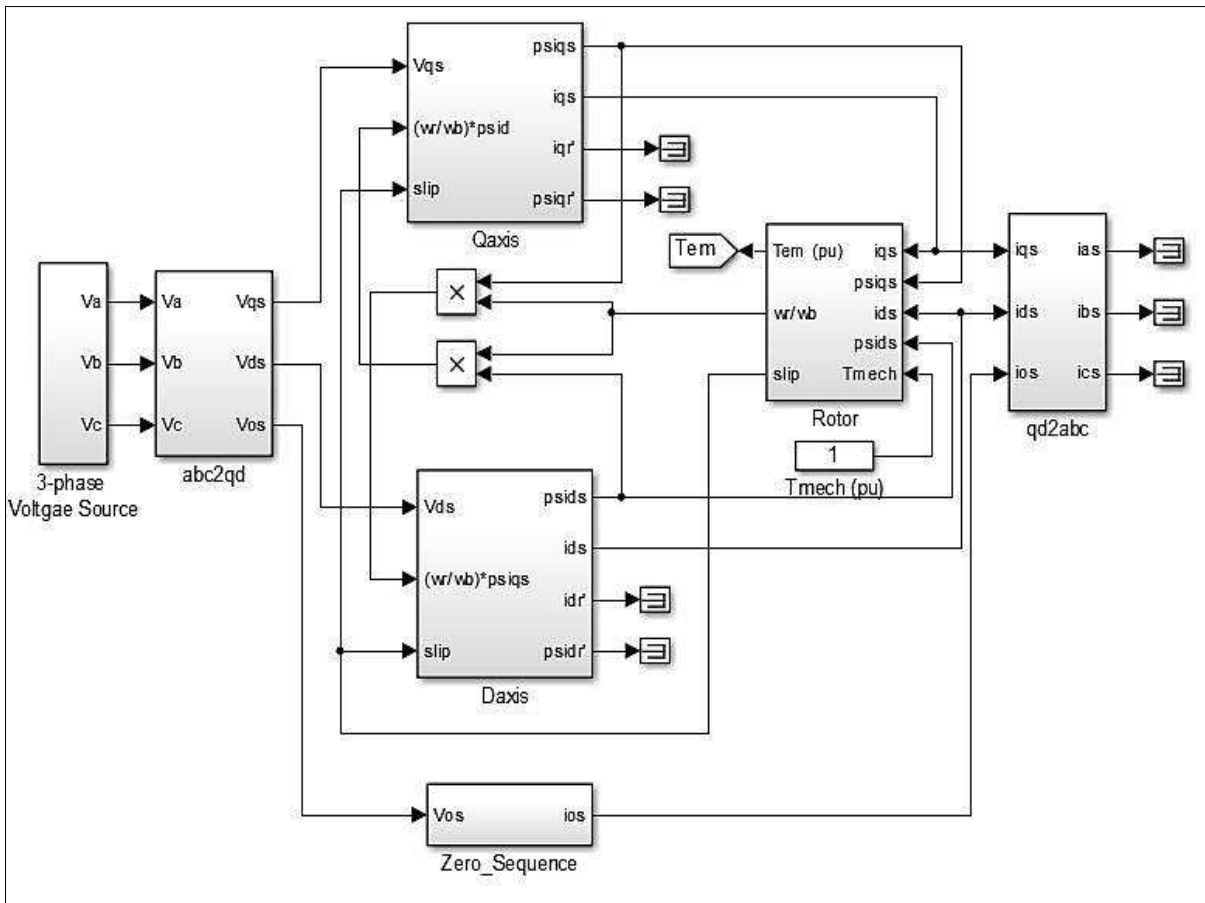 Vqs
(wr/wb)*psid
slip
psiqs
iqs
iqr'
psiqr'
Qaxis
Va
Vb
Vc
3-phase
Voltgae Source
Va
Vb
Vc
Vqs
Vds
Vos
abc2qd
×
×
Tem
Tem (pu)
wr/wb
slip
iqs
psiqs
ids
psids
Tmech
Rotor
1
Tmech (pu)
iqs
ids
ios
ias
ibs
ics
qd2abc
Vds
(wr/wb)*psiqs
slip
psids
ids
idr'
psidr'
Daxis
Vos
ios
Zero_Sequence